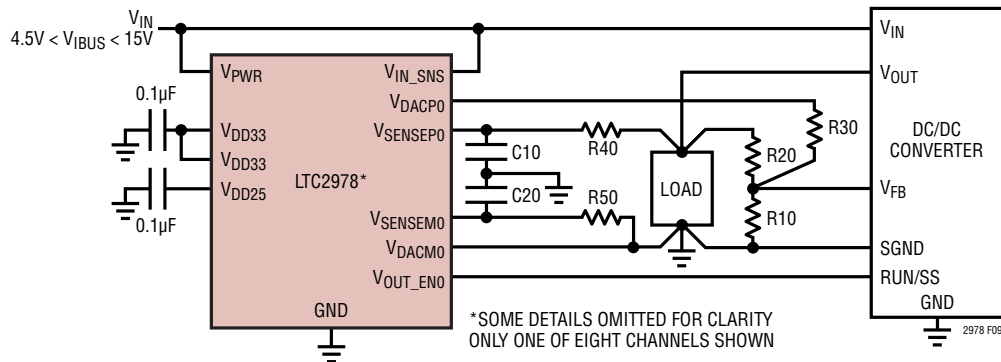 VIN
4.5V < VIBUS < 15V
VPWR
VIN_SNS
VDACP0
0.1µF
VDD33
VSENSEP0
VDD33
LTC2978*
VDD25
0.1µF
VSENSEM0
VDACM0
VOUT_EN0
GND
C10
C20
R40
R50
LOAD
R20
R30
R10
VIN
VOUT
DC/DC
CONVERTER
VFB
SGND
RUN/SS
GND
*SOME DETAILS OMITTED FOR CLARITY
ONLY ONE OF EIGHT CHANNELS SHOWN
2978 F09